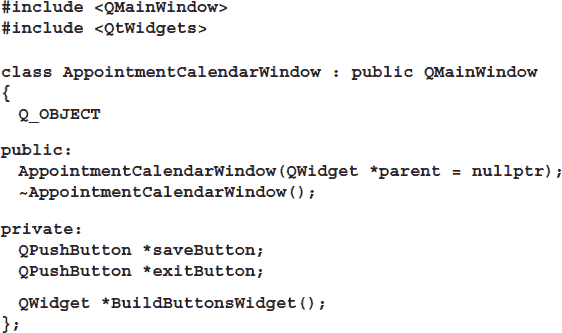 #include <QMainWindow>
#include <QtWidgets>
class AppointmentCalendarWindow : public QMainWindow
{
Q_OBJECT
public:
AppointmentCalendarWindow(QWidget *parent = nullptr);
~AppointmentCalendarWindow();
private:
QPushButton *saveButton;
QPushButton *exitButton;
QWidget *BuildButtonsWidget();
};